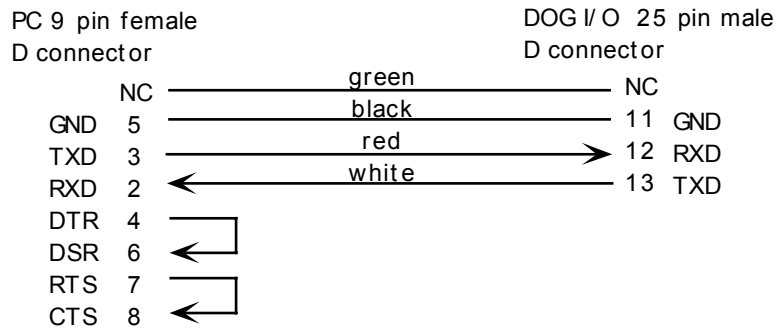 PC 9 pin female
D connector
DOG I/O 25 pin male
D connector
NC green NC
GND 5 black 11 GND
TXD 3 red 12 RXD
RXD 2 white 13 TXD
DTR 4
DSR 6
RTS 7
CTS 8